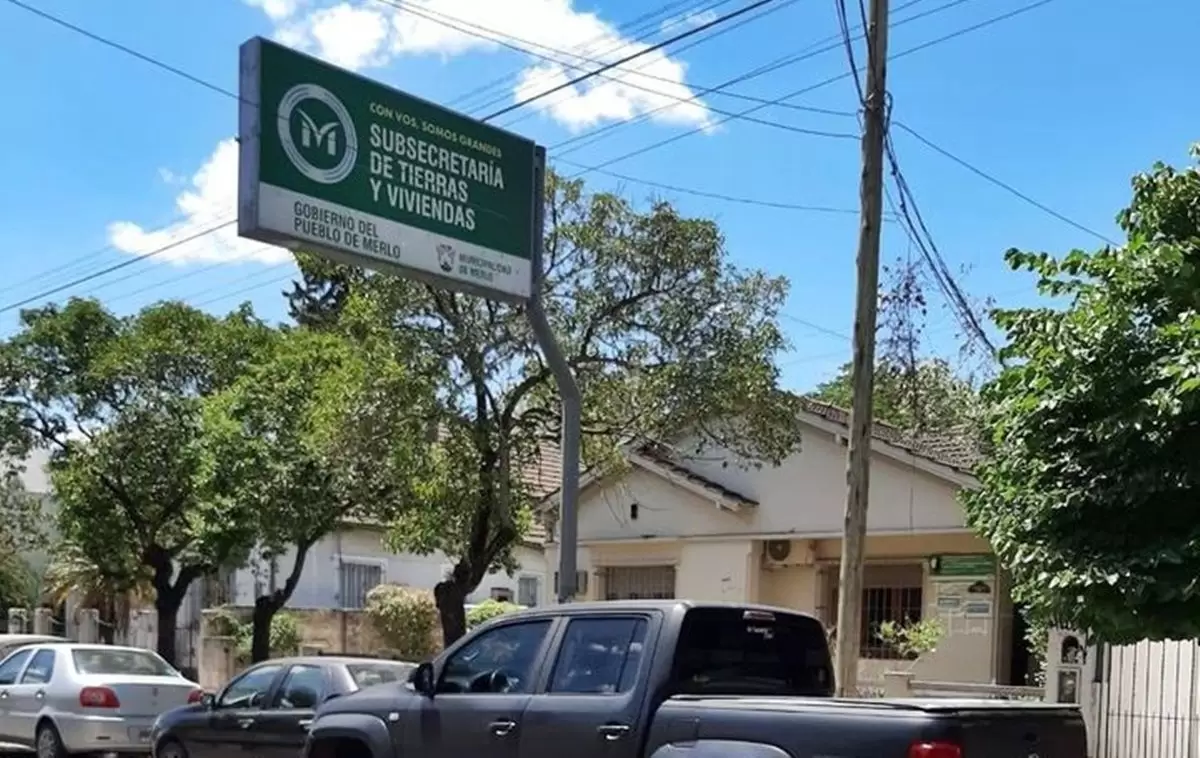 CON VOS, SOMOS GRANDES
SUBSECRETARÍA
DE TIERRAS
Y VIVIENDAS
GOBIERNO DEL
PUEBLO DE MERLO
MUNICIPALIDAD
DE MERLO